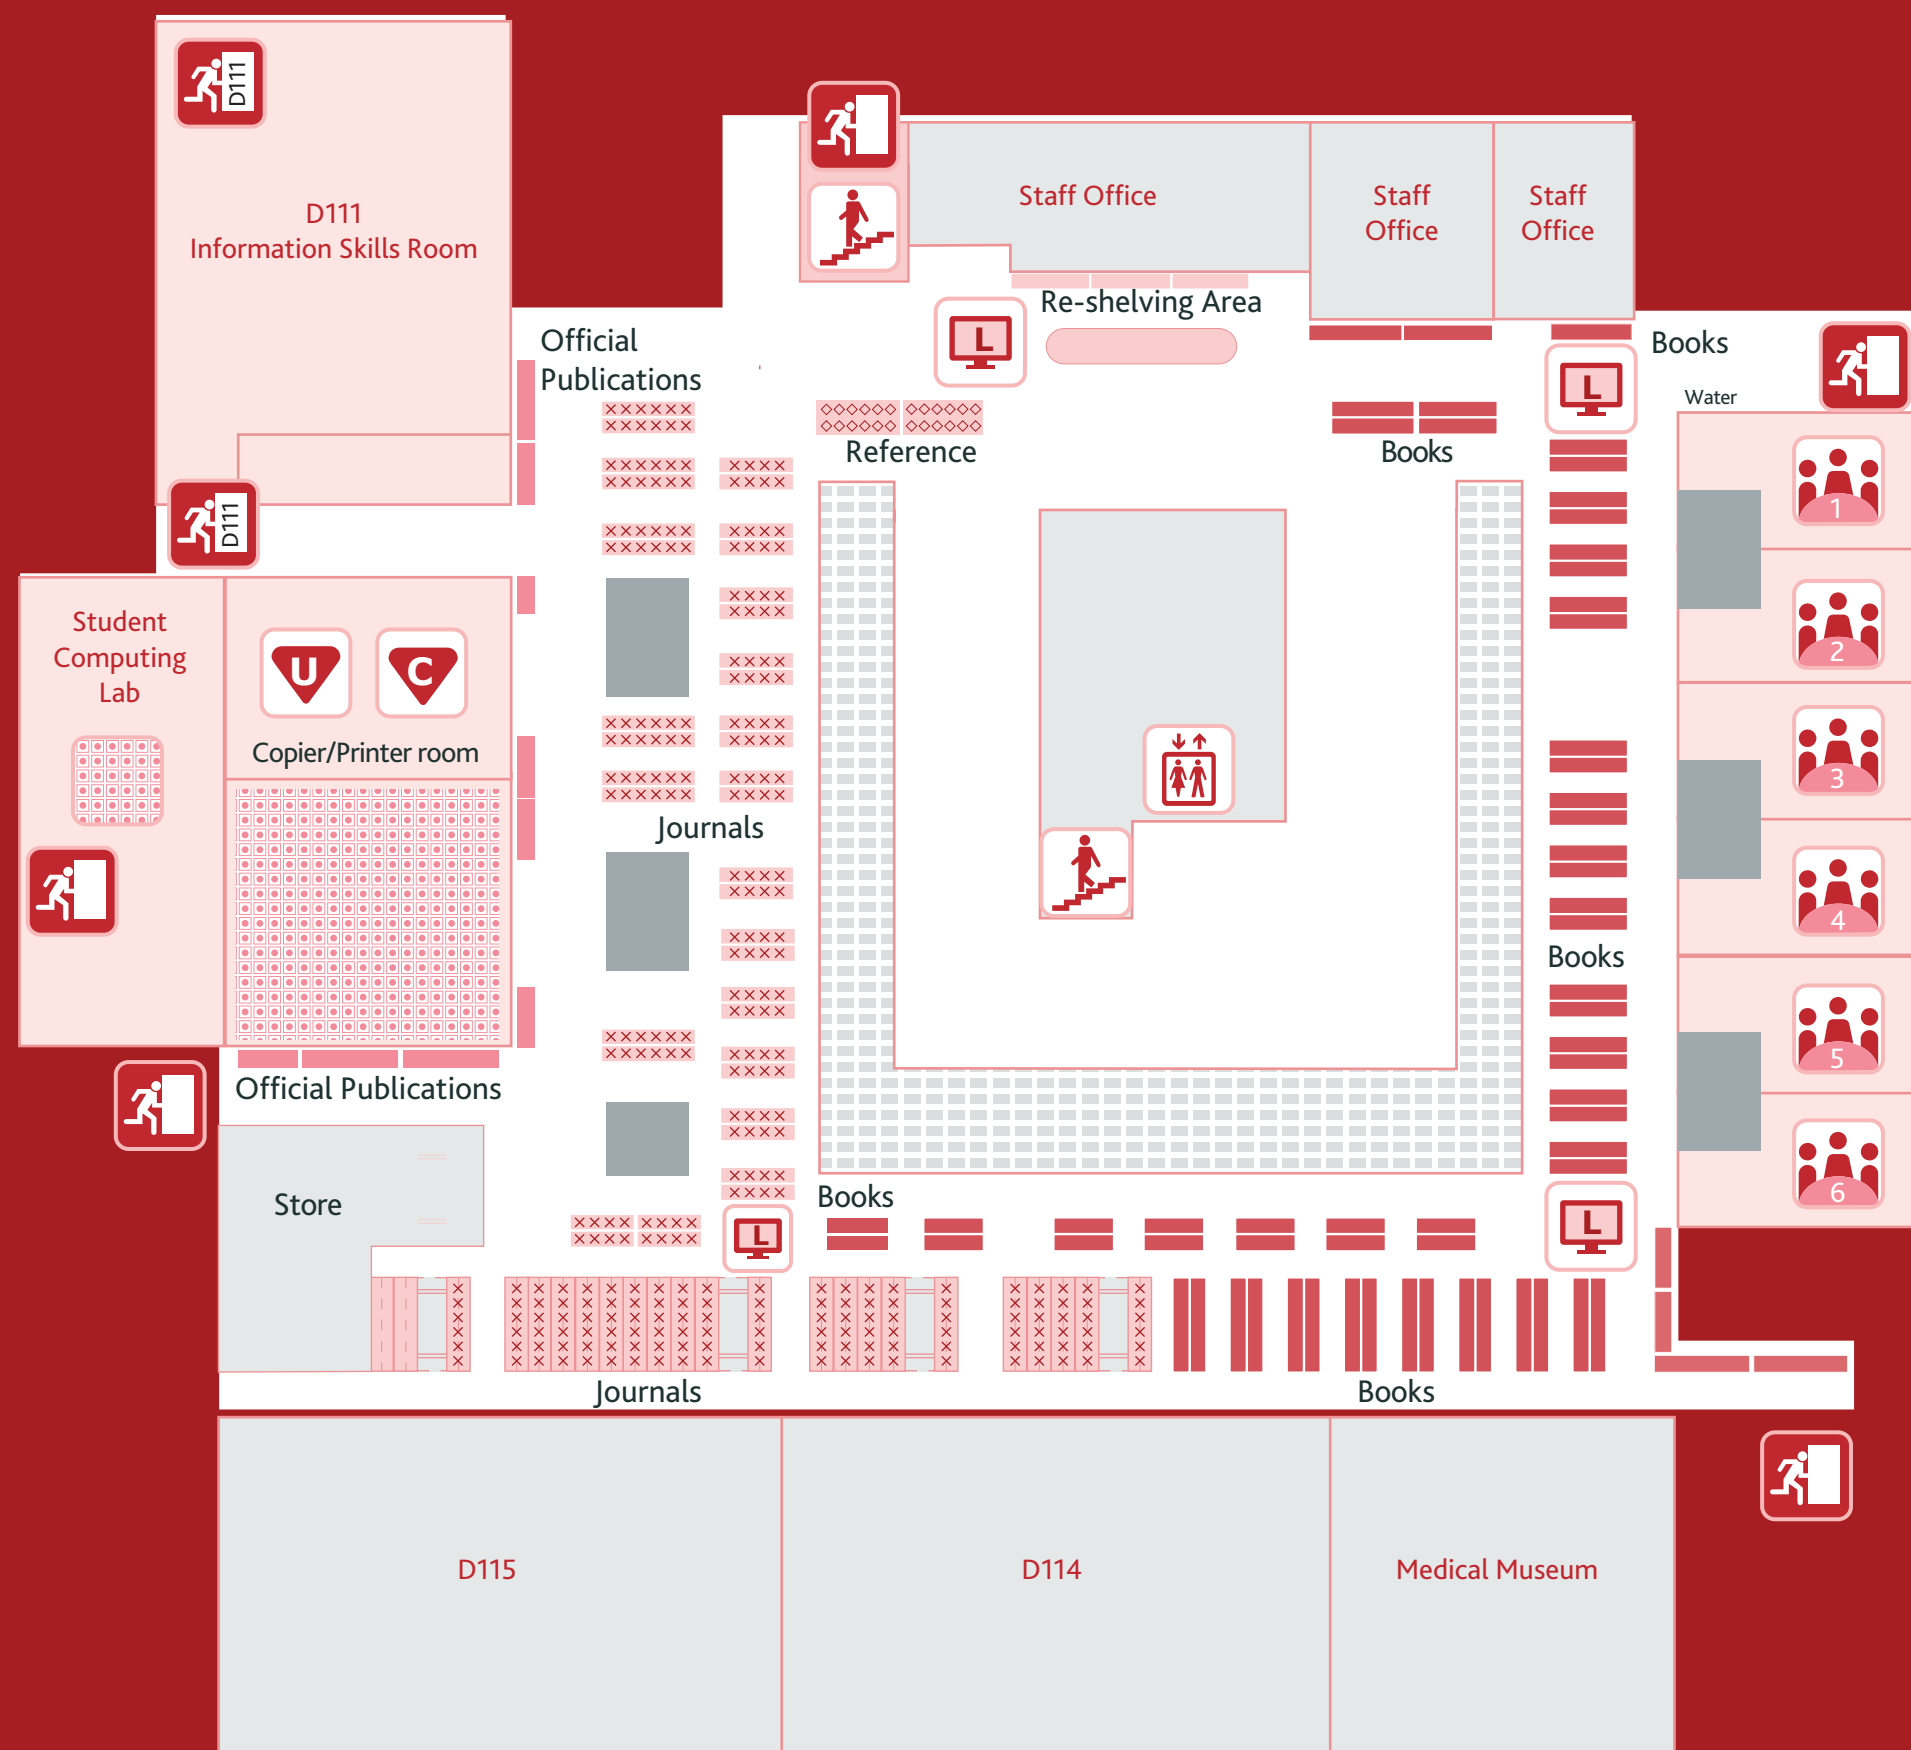 D111
D111
Information Skills Room
Staff Office
Staff
Office
Staff
Office
Re-shelving Area
L
Official
Publications
Books
L
Water
Reference
Books
1
D111
2
Student
Computing
Lab
U
C
Copier/Printer room
3
Journals
4
Books
5
Official Publications
6
Store
Books
L
L
Journals
Books
D115
D114
Medical Museum